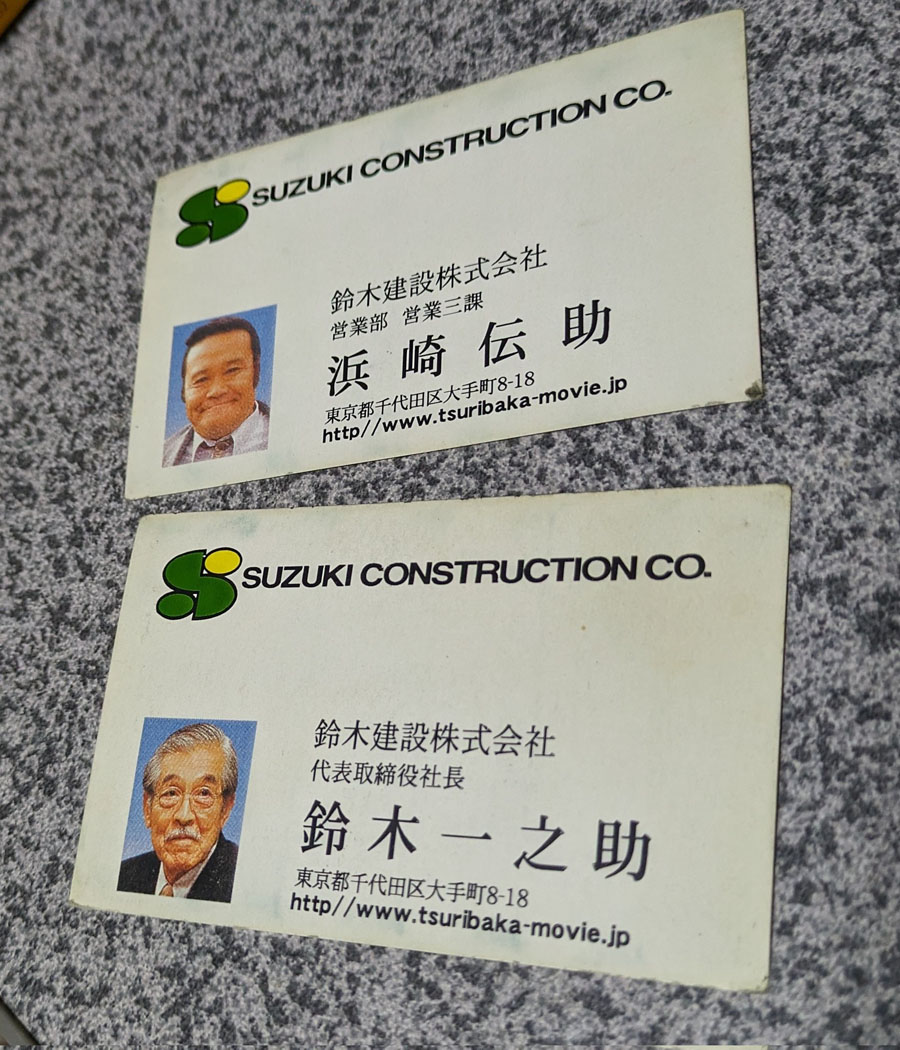 SUZUKI CONSTRUCTION CO.
鈴木建設株式会社
営業部 営業三課
浜崎伝助
東京都千代田区大手町8-18
http//www.tsuribaka-movie.jp
SUZUKI CONSTRUCTION CO.
鈴木建設株式会社
代表取締役社長
鈴木一之助
東京都千代田区大手町8-18
http//www.tsuribaka-movie.jp